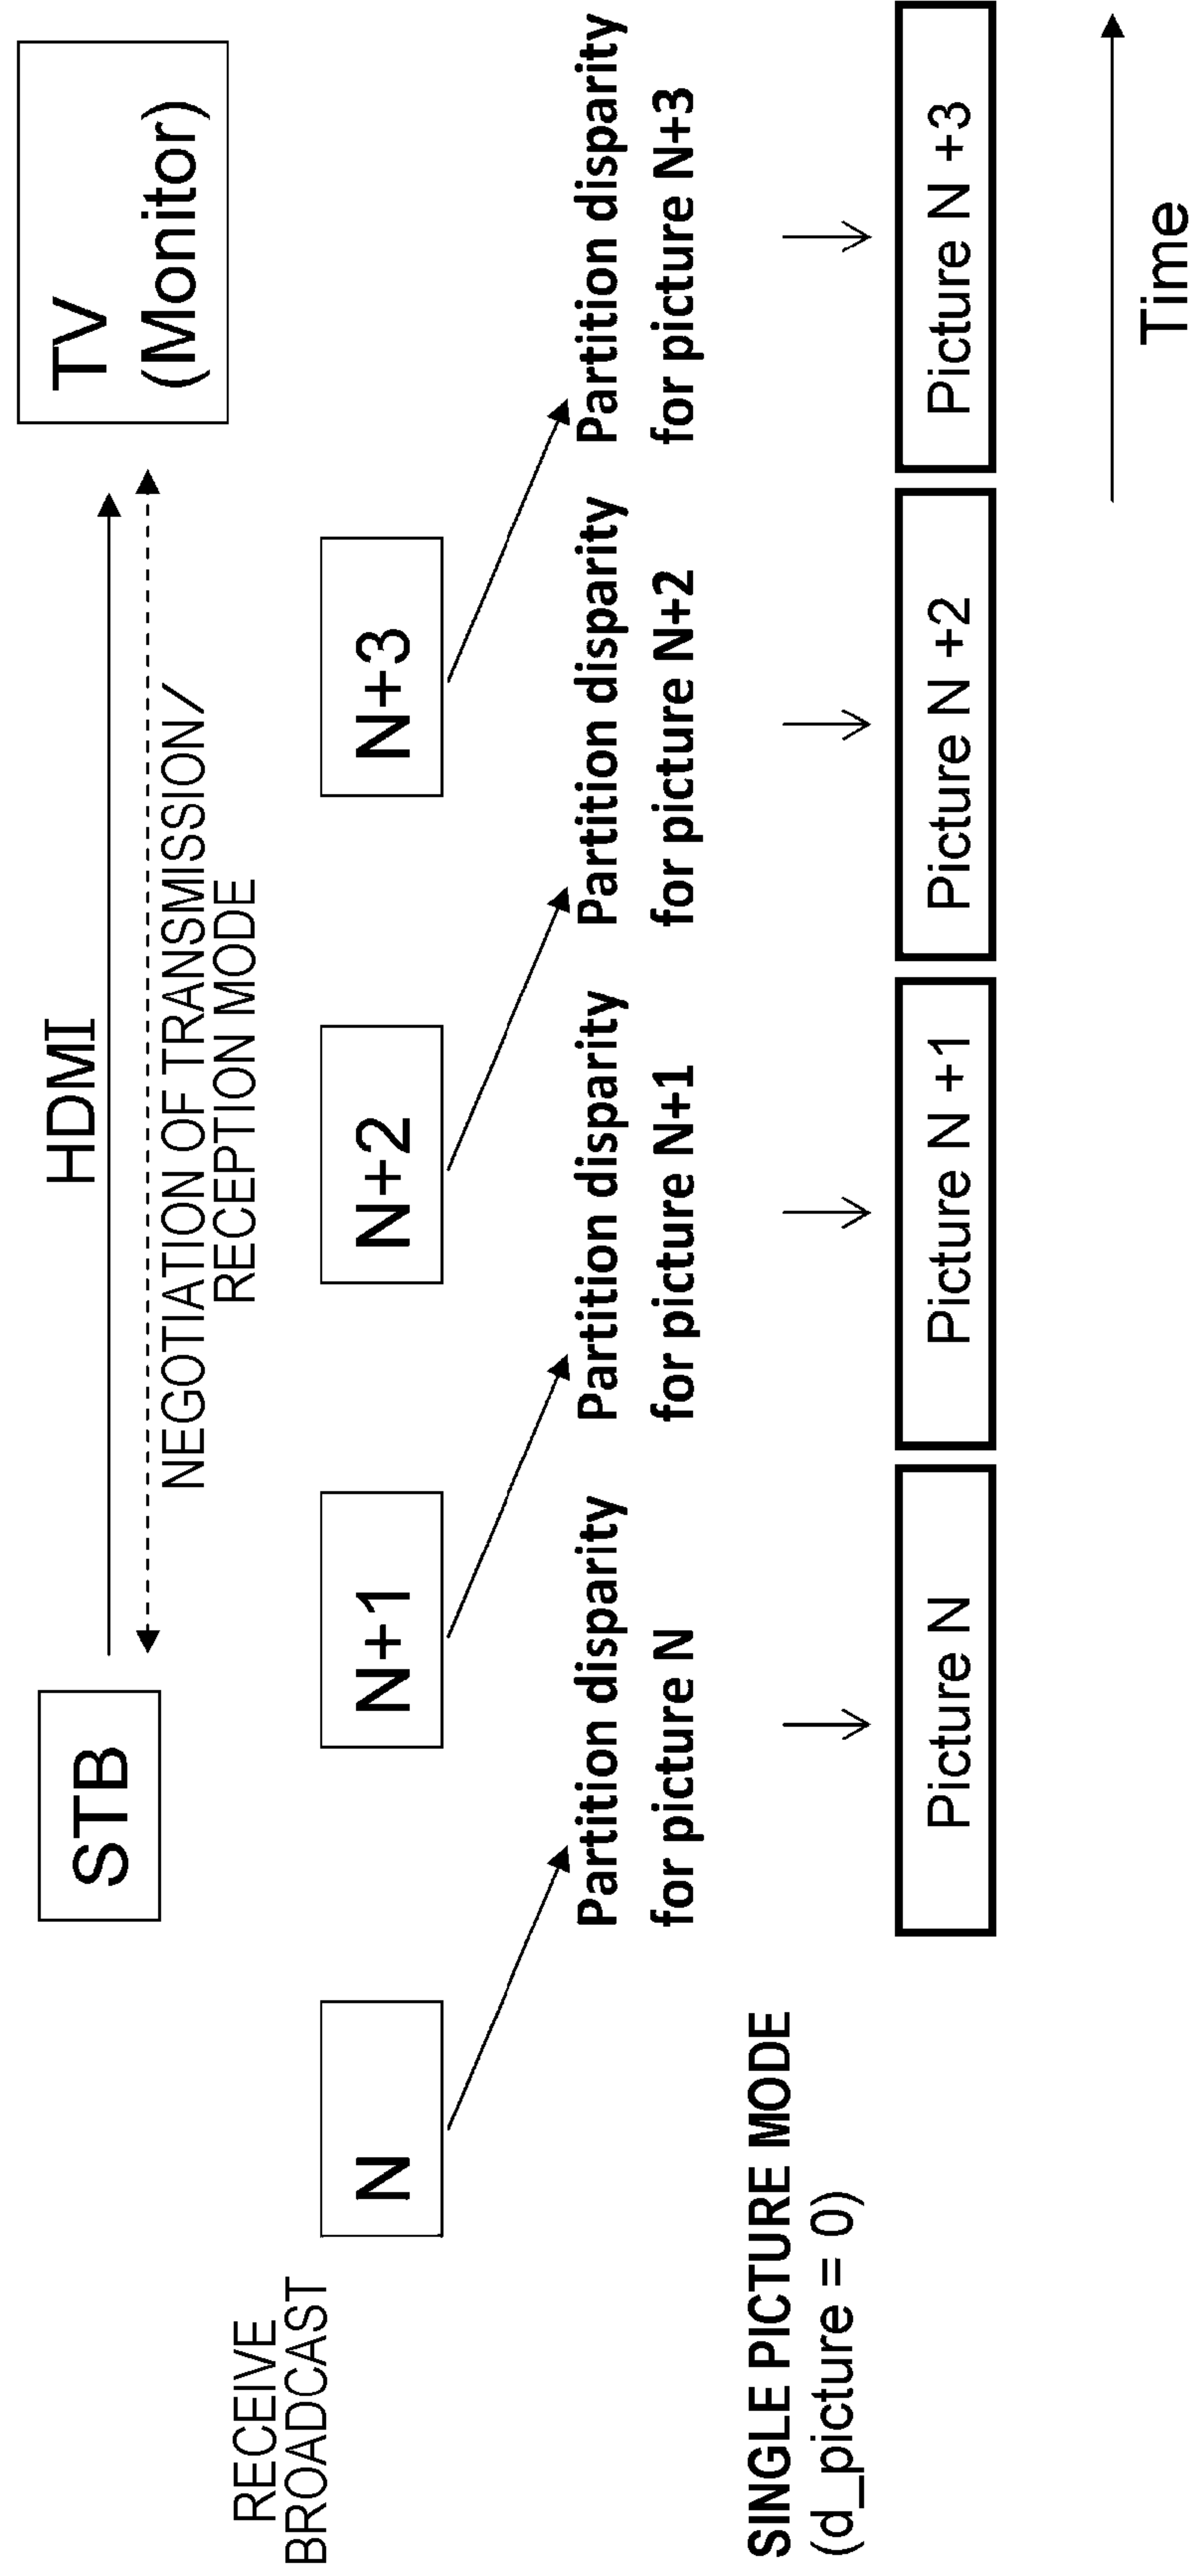 STB
HDMI
TV
(Monitor)
NEGOTIATION OF TRANSMISSION/
RECEPTION MODE
RECEIVE
BROADCAST
N
N+1
N+2
N+3
Partition disparity
for picture N
Partition disparity
for picture N+1
Partition disparity
for picture N+2
Partition disparity
for picture N+3
SINGLE PICTURE MODE
(d_picture = 0)
Picture N
Picture N +1
Picture N +2
Picture N +3
Time